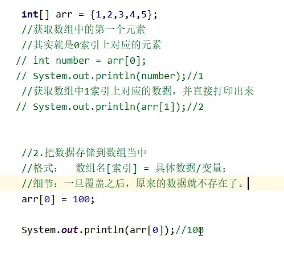 int[] arr = {1,2,3,4,5};
//获取数组中的第一个元素
//其实就是0索引上对应的元素
// int number = arr[0];
// System.out.println(number);//1
//获取数组中1索引上对应的数据，并直接打印出来
// System.out.println(arr[1]);//2
//2.把数据存储到数组当中
//格式： 数组名[索引] = 具体数据/变量;
//细节：一旦覆盖之后，原来的数据就不存在了。
arr[0] = 100;
System.out.println(arr[0]);//100